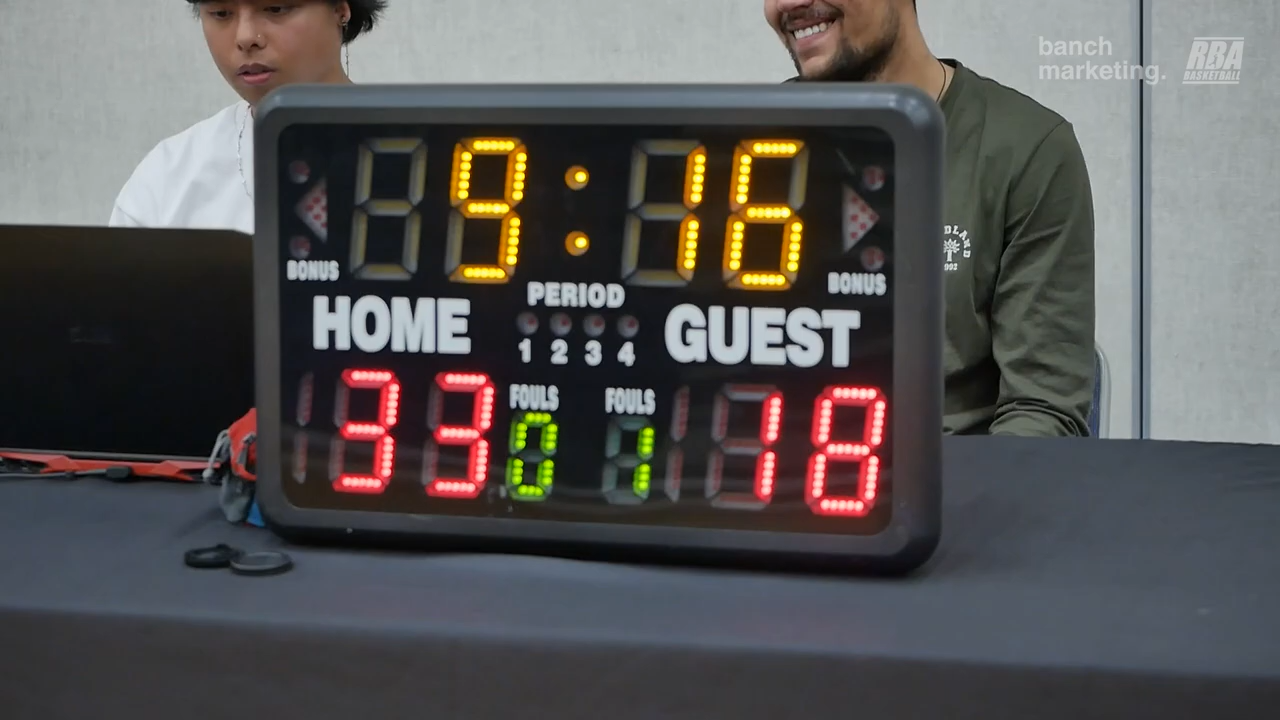 banch
marketing.
RBA
BASKETBALL
9:16
BONUS
PERIOD
BONUS
HOME
1 2 3 4
GUEST
FOULS
FOULS
33
0
1
18